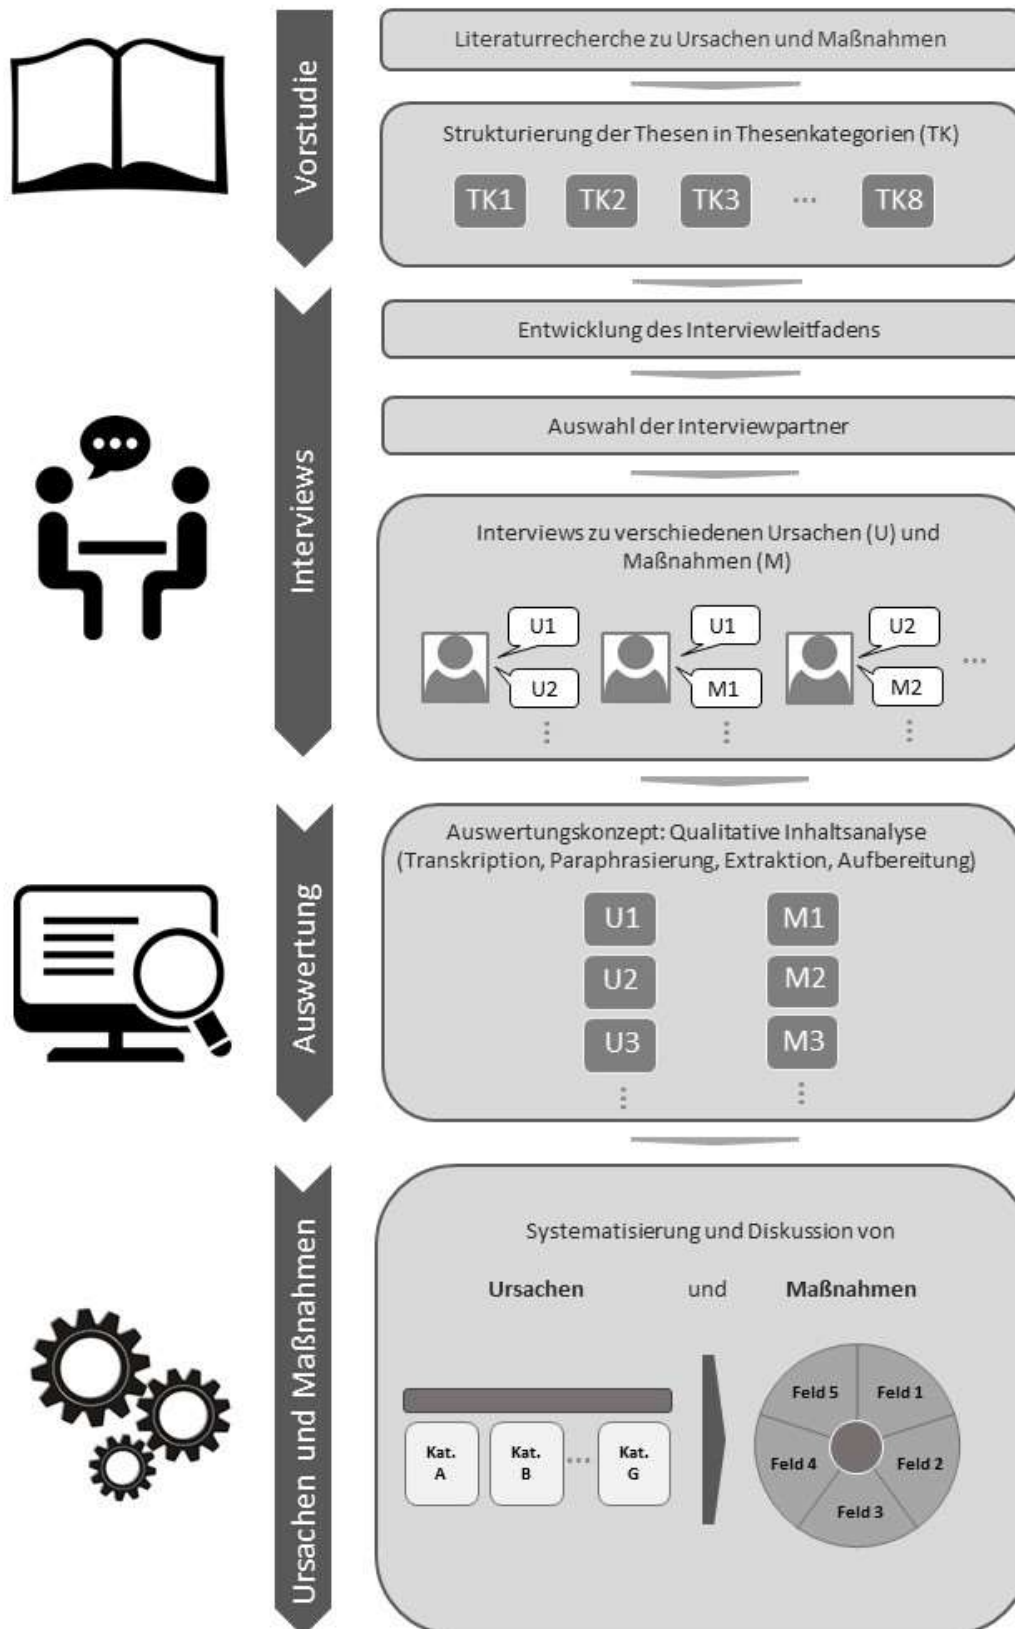 Vorstudie
Literaturrecherche zu Ursachen und Maßnahmen
Strukturierung der Thesen in Thesenkategorien (TK)
TK1 TK2 TK3 ... TK8
Interviews
Entwicklung des Interviewleitfadens
Auswahl der Interviewpartner
Interviews zu verschiedenen Ursachen (U) und
Maßnahmen (M)
U1 U1 U2
U2 M1 M2
...
Auswertung
Auswertungskonzept: Qualitative Inhaltsanalyse
(Transkription, Paraphrasierung, Extraktion, Aufbereitung)
U1 M1
U2 M2
U3 M3
Ursachen und Maßnahmen
Systematisierung und Diskussion von
Ursachen und Maßnahmen
Kat.
A
Kat.
B
...
Kat.
G
Feld 5 Feld 1
Feld 4 Feld 2
Feld 3